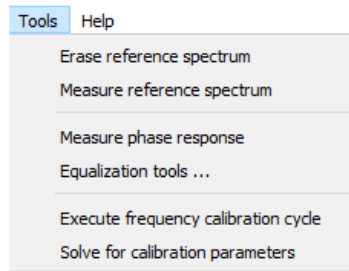 Tools Help
Erase reference spectrum
Measure reference spectrum
Measure phase response
Equalization tools ...
Execute frequency calibration cycle
Solve for calibration parameters